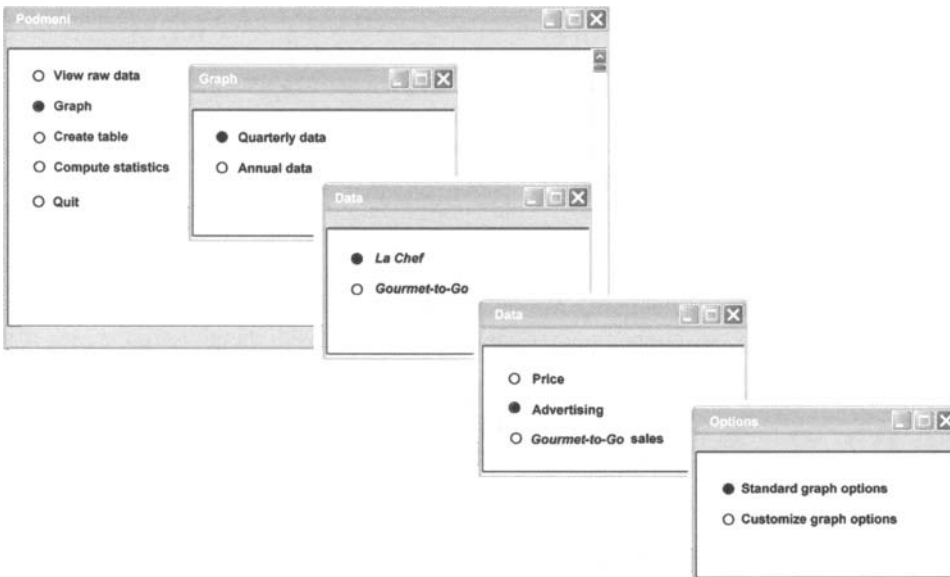 Podmeni
View raw data
Graph
Create table
Compute statistics
Quit
Graph
Quarterly data
Annual data
Data
La Chef
Gourmet-to-Go
Data
Price
Advertising
Gourmet-to-Go sales
Options
Standard graph options
Customize graph options